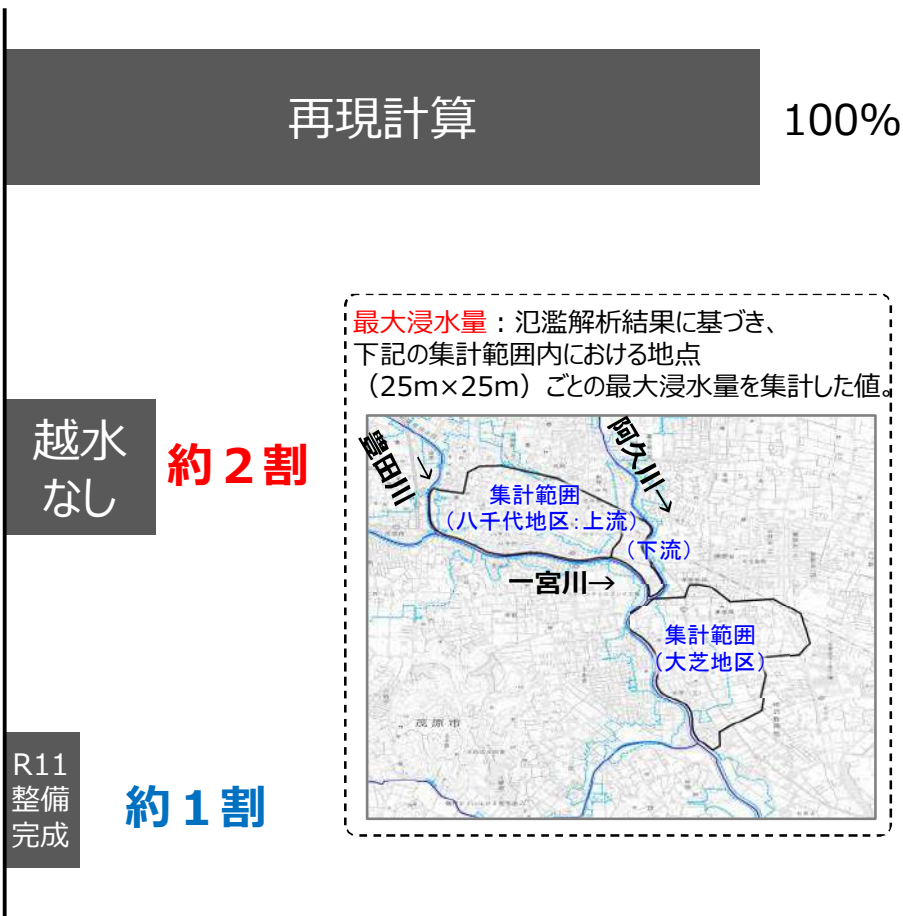 再現計算
100%
最大浸水量：氾濫解析結果に基づき、
下記の集計範囲内における地点
（25m×25m）ごとの最大浸水量を集計した値。
越水
なし
約２割
豊田川→
阿久川→
集計範囲
（八千代地区：上流）
（下流）
一宮川→
集計範囲
（大芝地区）
茂原市
R11
整備
完成
約１割